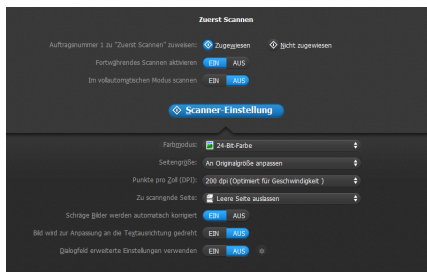 Zuerst Scannen
Auftragsnummer 1 zu "Zuerst Scannen" zuweisen: Zugewiesen Nicht zugewiesen
Fortwährendes Scannen aktivieren EIN AUS
Im vollautomatischen Modus scannen EIN AUS
Scanner-Einstellung
Farbmodus: 24-Bit-Farbe
Seitengröße: An Originalgröße anpassen
Punkte pro Zoll (DPI): 200 dpi (Optimiert für Geschwindigkeit )
Zu scannende Seite: Leere Seite auslassen
Schräge Bilder werden automatisch korrigiert EIN AUS
Bild wird zur Anpassung an die Textausrichtung gedreht EIN AUS
Dialogfeld erweiterte Einstellungen verwenden EIN AUS